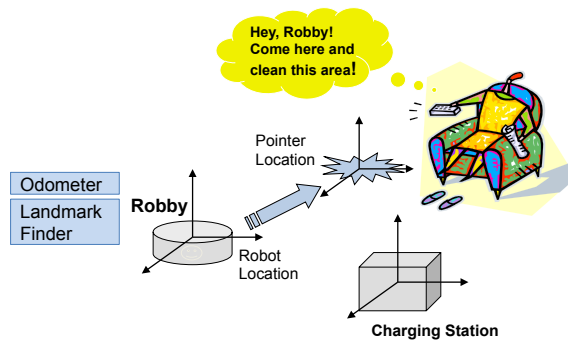 Hey, Robby!
Come here and
clean this area!
Pointer
Location
Odometer
Landmark
Finder
Robby
Robot
Location
Charging Station